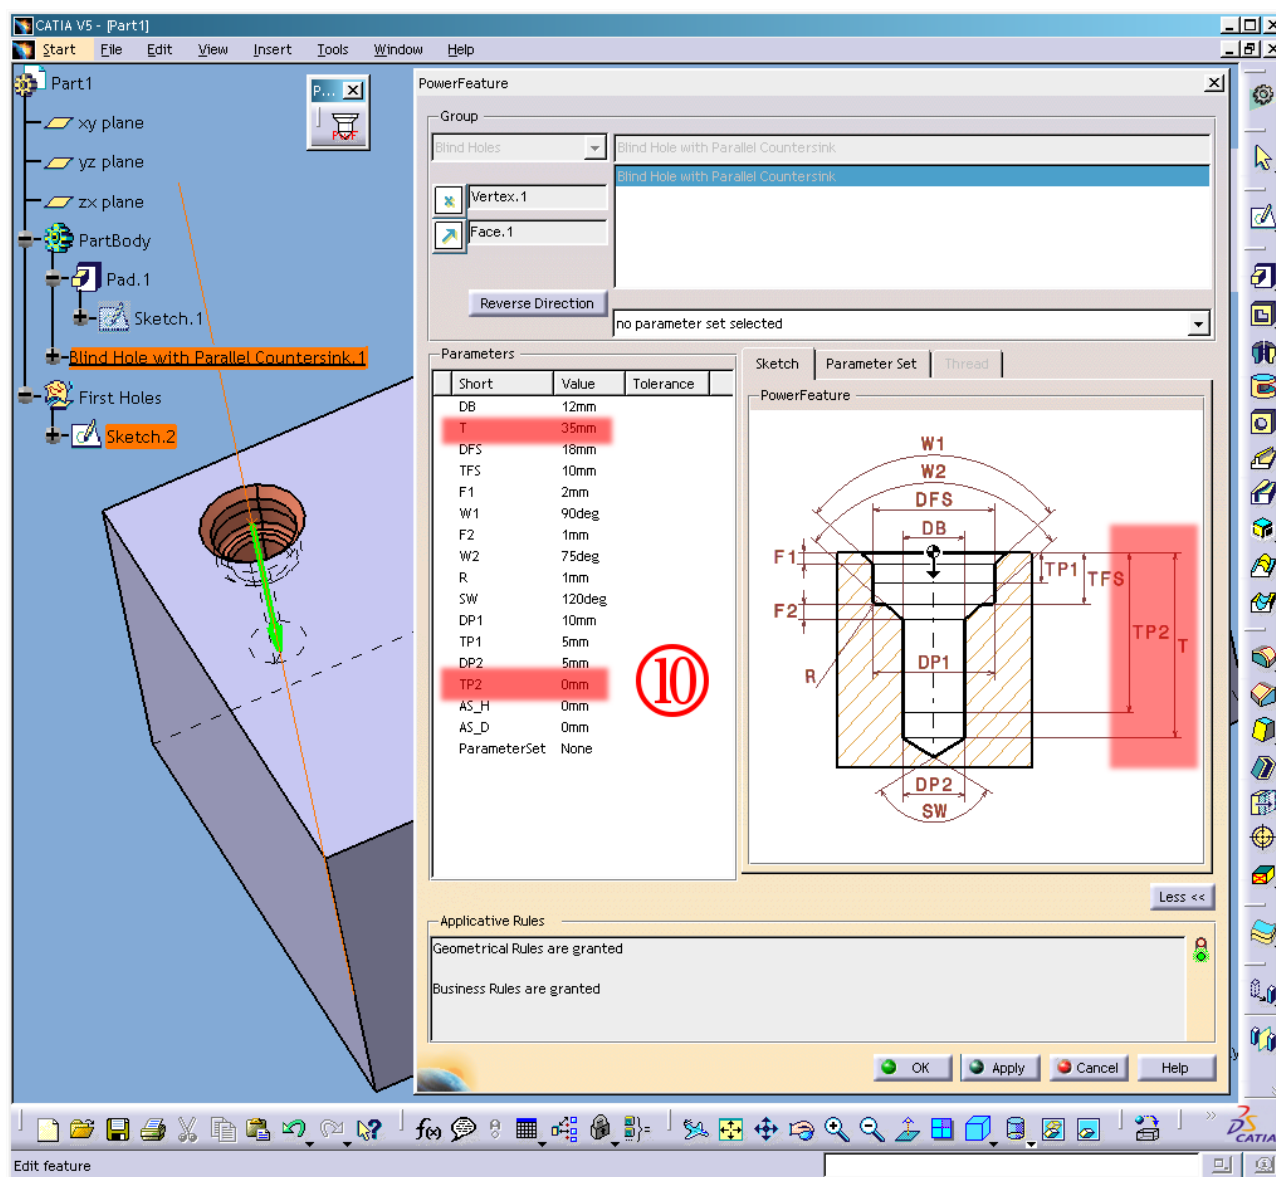 CATIA V5 - [Part1]
Start File Edit View Insert Tools Window Help
Part1
xy plane
yz plane
zx plane
PartBody
Pad.1
Sketch.1
Blind Hole with Parallel Countersink.1
First Holes
Sketch.2
P...
PWF
PowerFeature
Group
Blind Holes
Blind Hole with Parallel Countersink
Blind Hole with Parallel Countersink
Vertex.1
Face.1
Reverse Direction
no parameter set selected
Parameters
Short Value Tolerance
DB 12mm
T 35mm
DFS 18mm
TFS 10mm
F1 2mm
W1 90deg
F2 1mm
W2 75deg
R 1mm
SW 120deg
DP1 10mm
TP1 5mm
DP2 5mm
TP2 0mm
AS_H 0mm
AS_D 0mm
ParameterSet None
⑩
Sketch Parameter Set Thread
PowerFeature
W1
W2
DFS
DB
F1
TP1
TFS
F2
TP2
T
DP1
R
DP2
SW
Less <<
Applicative Rules
Geometrical Rules are granted
Business Rules are granted
OK Apply Cancel Help
f(x)
DS
CATIA
Edit feature